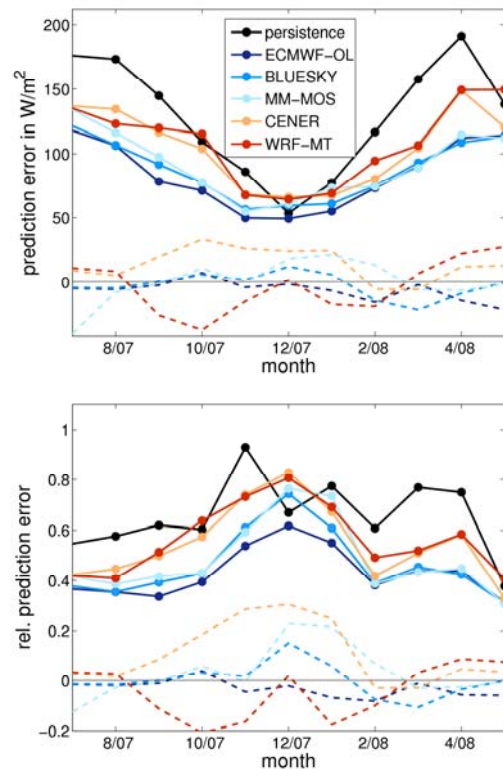 200
150
100
50
0
prediction error in W/m²
persistence
ECMWF-OL
BLUESKY
MM-MOS
CENER
WRF-MT
8/07 10/07 12/07 2/08 4/08
month
1
0.8
0.6
0.4
0.2
0
-0.2
rel. prediction error
8/07 10/07 12/07 2/08 4/08
month